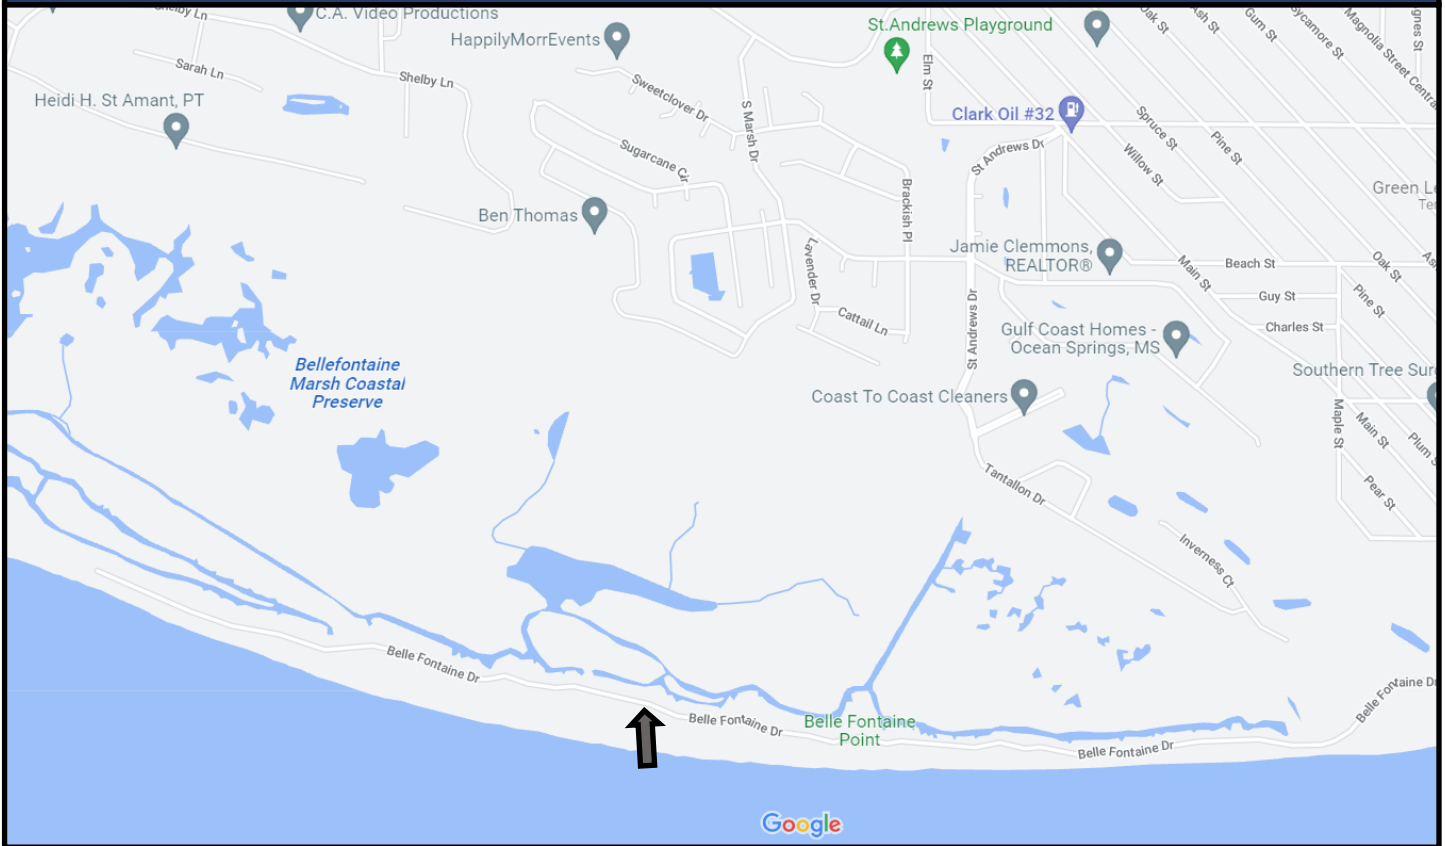 Shelby Ln
C.A. Video Productions
HappilyMorrEvents
St.Andrews Playground
Oak St
Ash St
Gum St
Sycamore St
Magnolia Street Central
gnes St
Sarah Ln
Shelby Ln
Elm St
Heidi H. St Amant, PT
Sweetclover Dr
S Marsh Dr
Clark Oil #32
Spruce St
Pine St
Sugarcane Cir
St Andrews Dr
Willow St
Green Le
Ter
Ben Thomas
Brackish Pl
Lavender Dr
Jamie Clemmons,
REALTOR®
Main St
Beach St
Oak St
As
Guy St
Pine St
Cattail Ln
St Andrews Dr
Gulf Coast Homes -
Ocean Springs, MS
Charles St
Bellefontaine
Marsh Coastal
Preserve
Southern Tree Sur
Coast To Coast Cleaners
Maple St
Main St
Plum S
Tantallon Dr
Pear St
Inverness Ct
Belle Fontaine Dr
Belle Fontaine Dr
Belle Fontaine Dr
Belle Fontaine
Point
Belle Fontaine Dr
Google